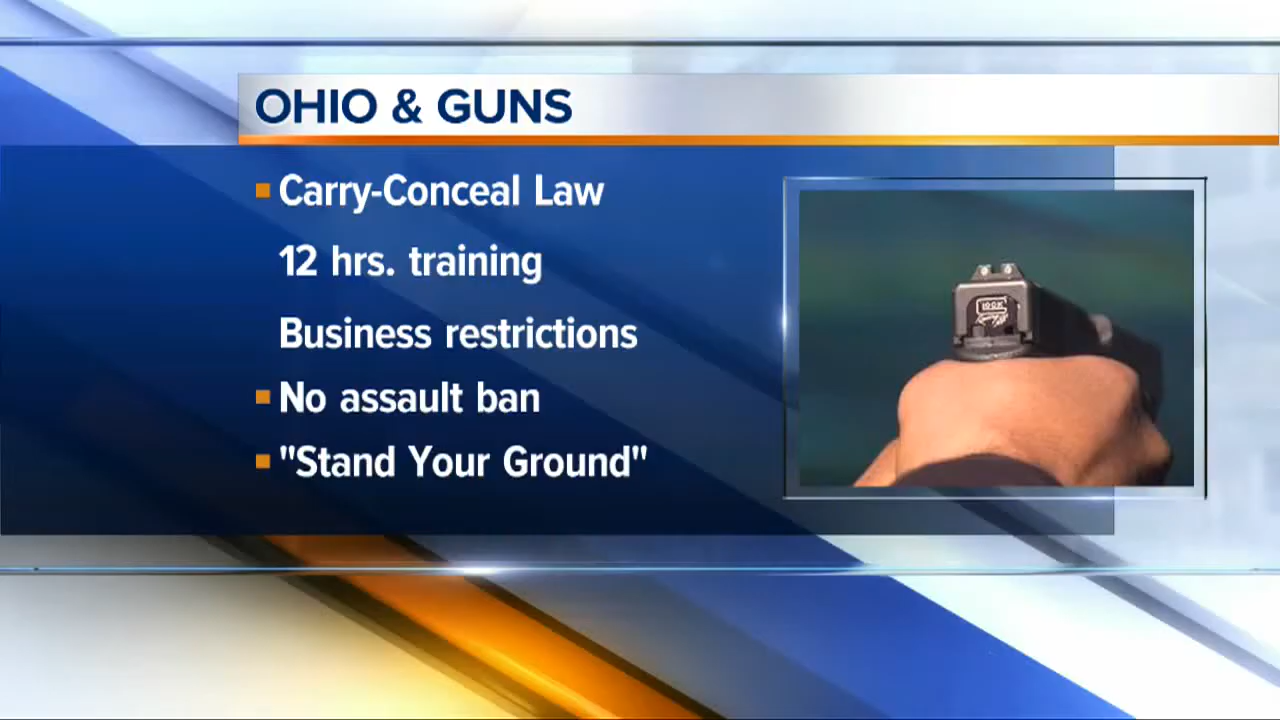 OHIO & GUNS
Carry-Conceal Law
12 hrs. training
Business restrictions
No assault ban
"Stand Your Ground"